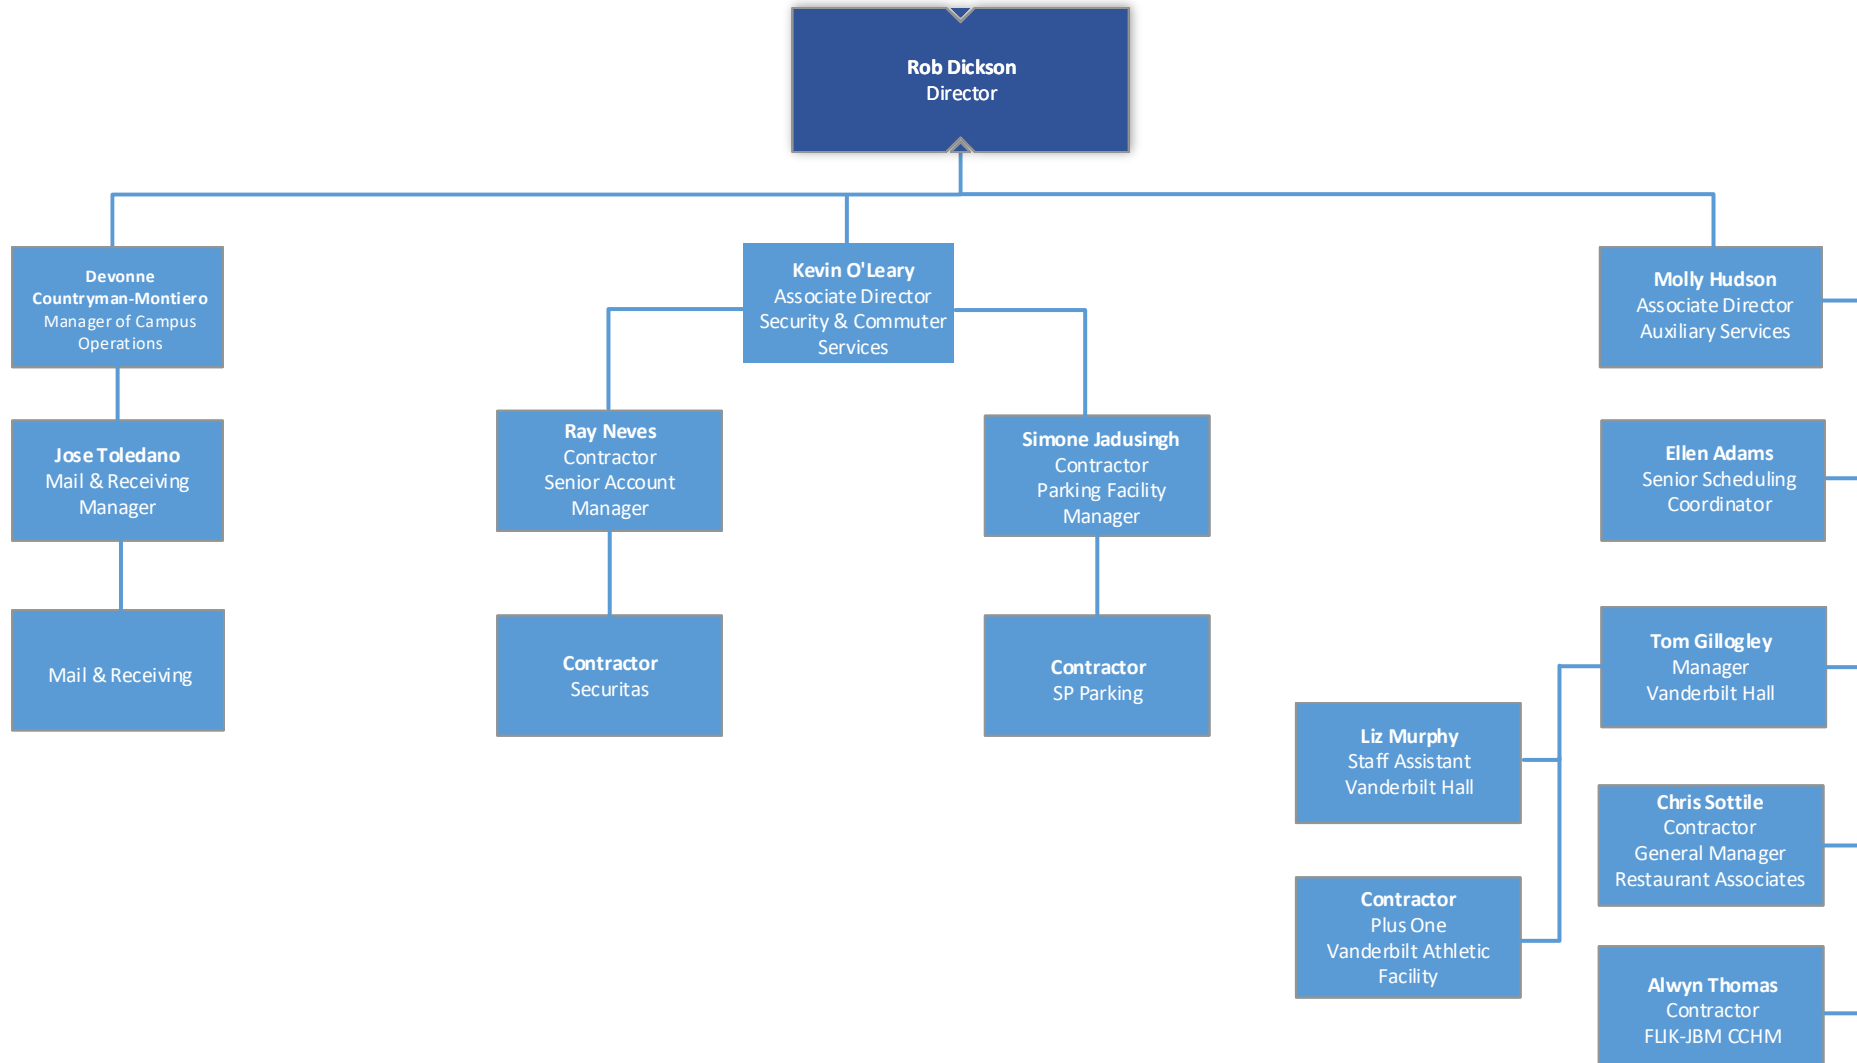 Rob Dickson
Director
Devonne
Countryman-Montiero
Manager of Campus
Operations
Kevin O'Leary
Associate Director
Security & Commuter
Services
Molly Hudson
Associate Director
Auxiliary Services
Jose Toledano
Mail & Receiving
Manager
Ray Neves
Contractor
Senior Account
Manager
Simone Jadusingh
Contractor
Parking Facility
Manager
Ellen Adams
Senior Scheduling
Coordinator
Mail & Receiving
Contractor
Securitas
Contractor
SP Parking
Tom Gillogley
Manager
Vanderbilt Hall
Liz Murphy
Staff Assistant
Vanderbilt Hall
Chris Sottile
Contractor
General Manager
Restaurant Associates
Contractor
Plus One
Vanderbilt Athletic
Facility
Alwyn Thomas
Contractor
FLIK-JBM CCHM